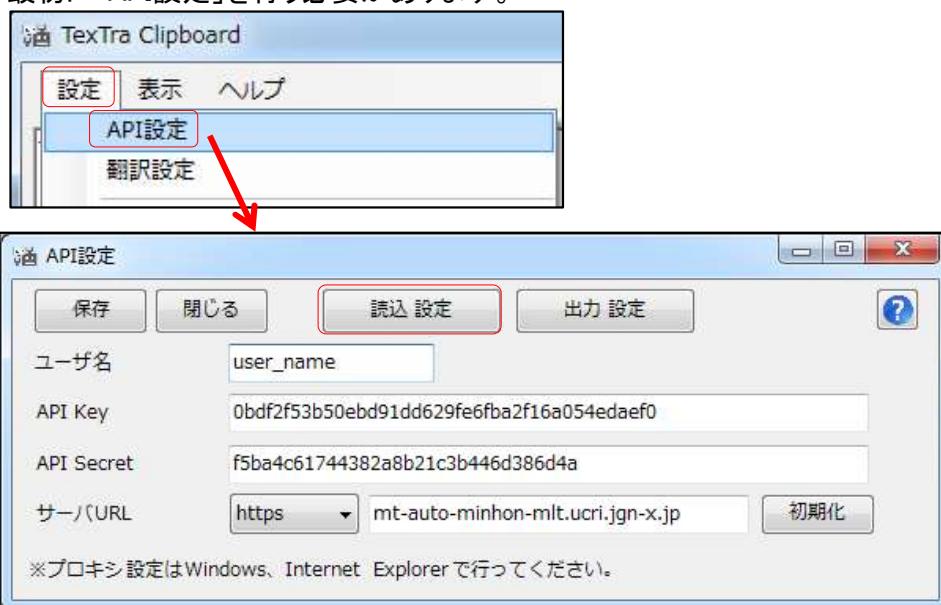 TexTra Clipboard
設定 表示 ヘルプ
API設定
翻訳設定
API設定
保存 閉じる 読込 設定 出力 設定
ユーザ名 user_name
API Key 0bdf2f53b50ebd91dd629fe6fba2f16a054edaef0
API Secret f5ba4c61744382a8b21c3b446d386d4a
サーバURL https mt-auto-minhon-mlt.ucri.jgn-x.jp 初期化
※プロキシ設定はWindows、Internet Explorerで行ってください。